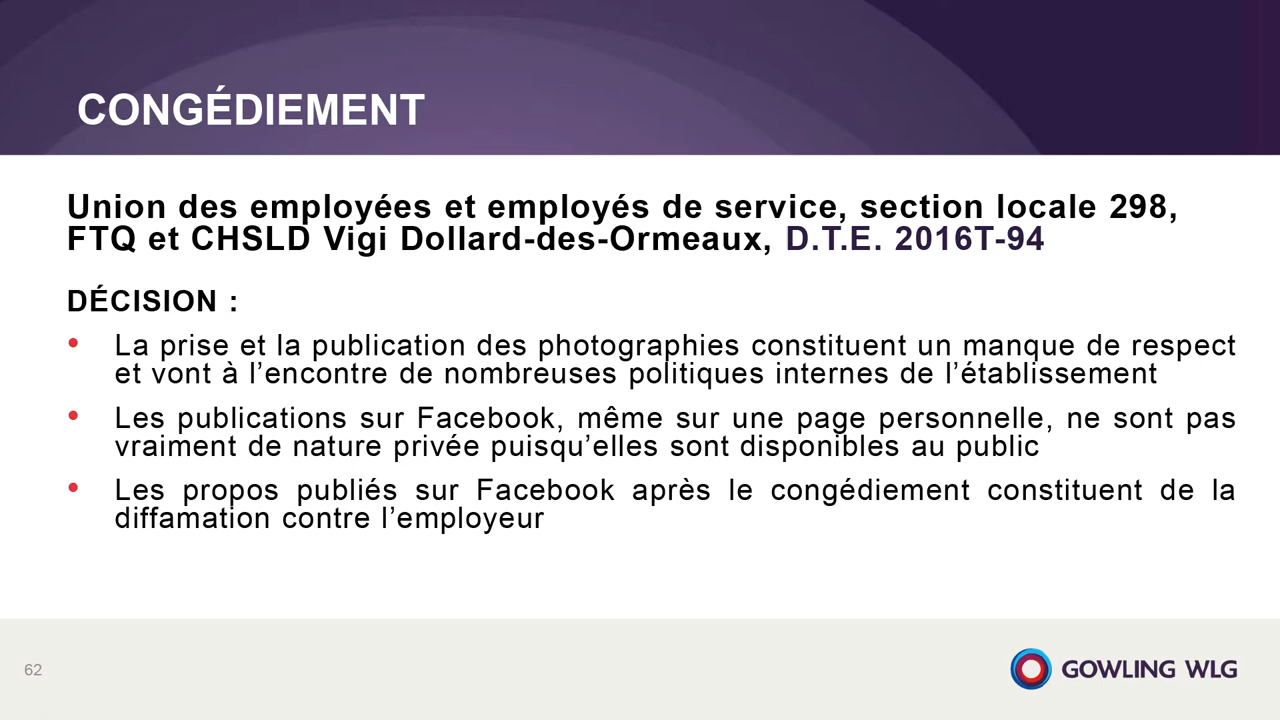 CONGÉDIEMENT
Union des employées et employés de service, section locale 298,
FTQ et CHSLD Vigi Dollard-des-Ormeaux, D.T.E. 2016T-94
DÉCISION :
• La prise et la publication des photographies constituent un manque de respect
et vont à l’encontre de nombreuses politiques internes de l’établissement
• Les publications sur Facebook, même sur une page personnelle, ne sont pas
vraiment de nature privée puisqu’elles sont disponibles au public
• Les propos publiés sur Facebook après le congédiement constituent de la
diffamation contre l’employeur
62
GOWLING WLG